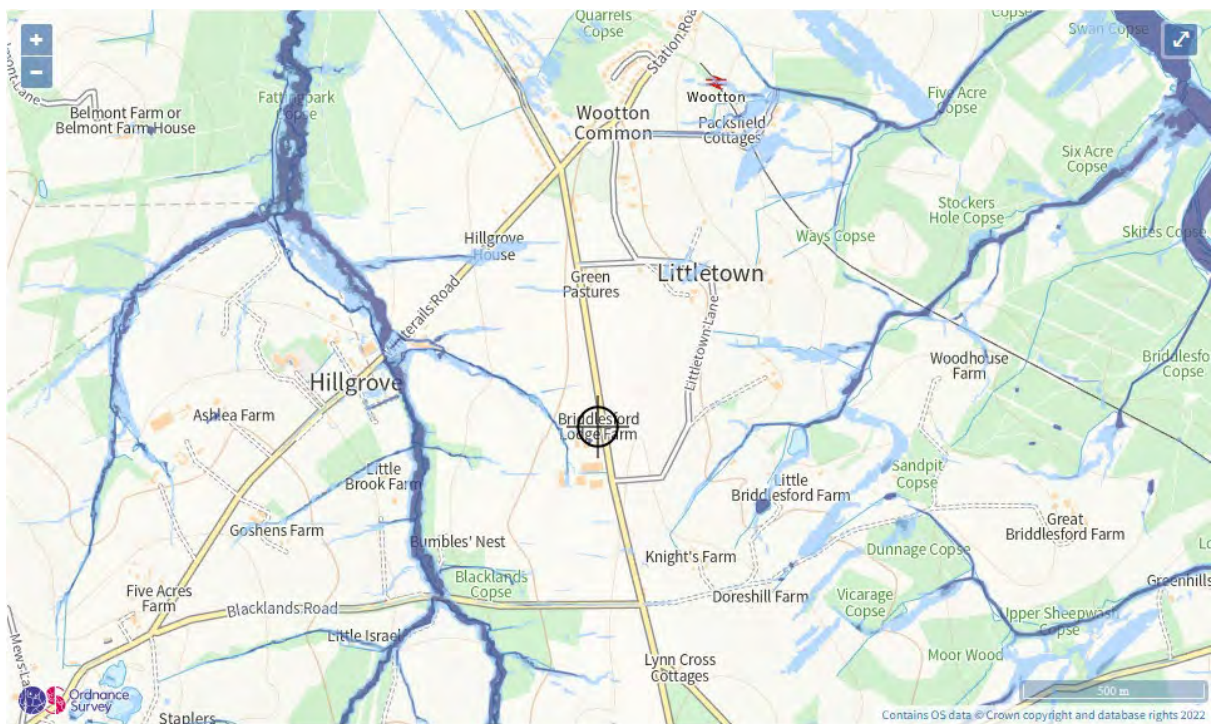 +
−
Quarrels
Copse
Station Road
Copse
Copse
Swan Copse
Belmont Farm or
Belmont Farm House
Fattingpark
Copse
Wootton
Common
Wootton
Packsfield
Cottages
Five Acre
Copse
Six Acre
Copse
Stockers
Hole Copse
Ways Copse
Skites Copse
Hillgrove
House
Green
Pastures
Littletown
Littletown Lane
Woodhouse
Farm
Copse
Hillgrove
Ashlea Farm
Briddlesford
Lodge Farm
Little
Brook Farm
Little
Briddlesford Farm
Sandpit
Copse
Goshens Farm
Bumbles' Nest
Knight's Farm
Dunnage Copse
Great
Briddlesford Farm
Five Acres
Farm
Blacklands Road
Blacklands
Copse
Doreshill Farm
Vicarage
Copse
Greenhills
Upper Sheepwash
Copse
Little Israel
Moor Wood
Lynn Cross
Cottages
Ordnance
Survey
Staplers
500 m
Contains OS data © Crown copyright and database rights 2022